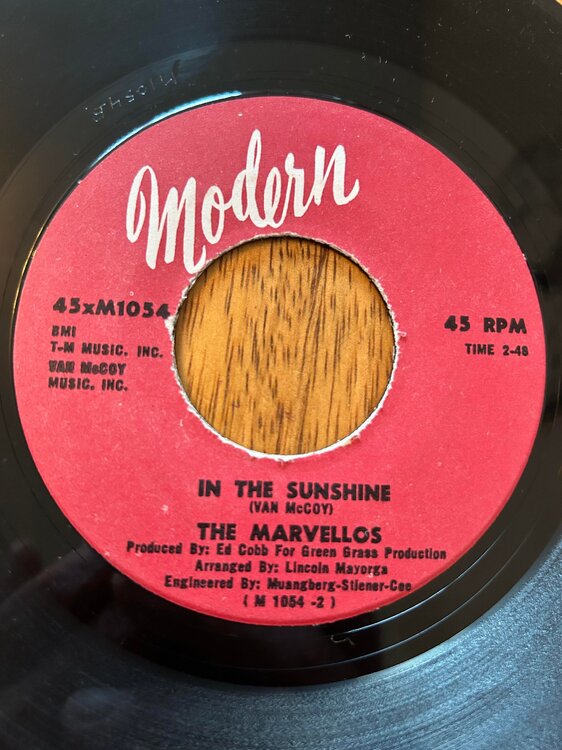 Modern
45xM1054
BMI
T-M MUSIC, INC.
VAN McCOY
MUSIC, INC.
45 RPM
TIME 2-48
IN THE SUNSHINE
(VAN McCOY)
THE MARVELLOS
Produced By: Ed Cobb For Green Grass Production
Arranged By: Lincoln Mayorga
Engineered By: Muangberg-Stiener-Cee
( M 1054 -2 )